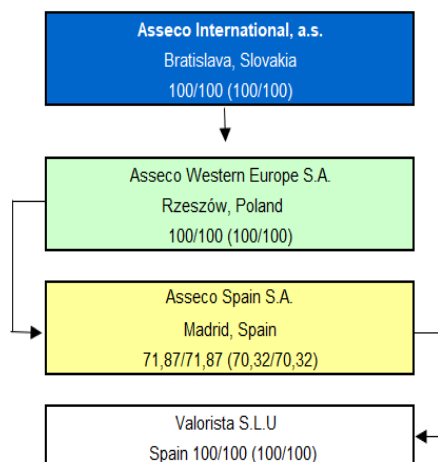 Asseco International, a.s.
Bratislava, Slovakia
100/100 (100/100)
Asseco Western Europe S.A.
Rzeszów, Poland
100/100 (100/100)
Asseco Spain S.A.
Madrid, Spain
71,87/71,87 (70,32/70,32)
Valorista S.L.U
Spain 100/100 (100/100)